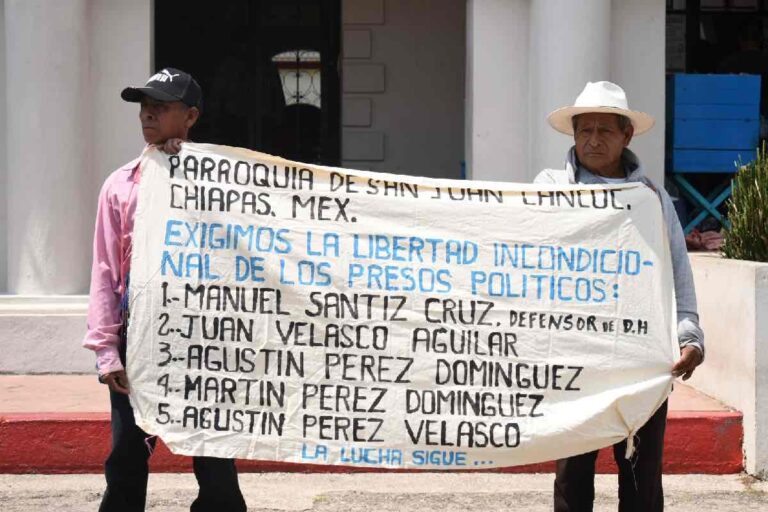 PUMA
PARROQUIA DE SAN JUAN CANCUC,
CHIAPAS. MEX.
EXIGIMOS LA LIBERTAD INCONDICIO-
NAL DE LOS PRESOS POLITICOS:
1.-MANUEL SANTIZ CRUZ. DEFENSOR DE D.H
2.-JUAN VELASCO AGUILAR
3.-AGUSTIN PEREZ DOMINGUEZ
4.-MARTIN PEREZ DOMINGUEZ
5.-AGUSTIN PEREZ VELASCO
LA LUCHA SIGUE...